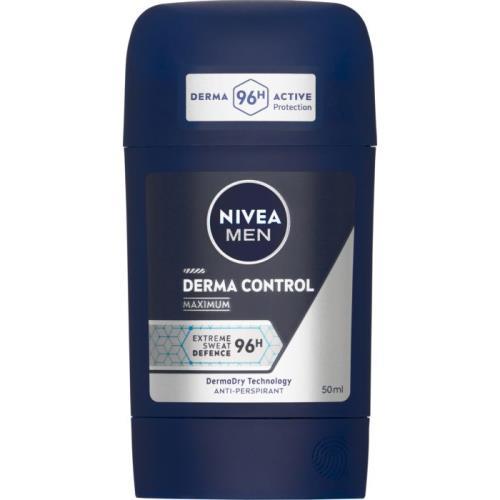 DERMA 96H ACTIVE
Protection
NIVEA
MEN
DERMA CONTROL
MAXIMUM
EXTREME
SWEAT
DEFENCE 96H
DermaDry Technology
ANTI-PERSPIRANT
50ml